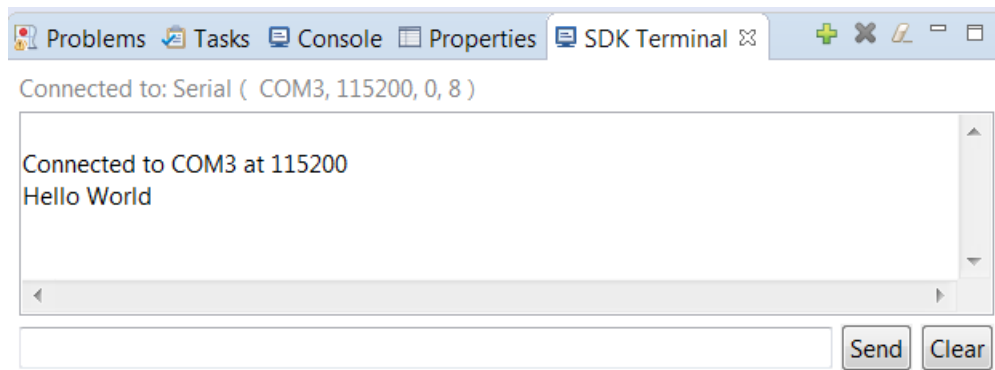 Problems Tasks Console Properties SDK Terminal
Connected to: Serial ( COM3, 115200, 0, 8 )
Connected to COM3 at 115200
Hello World
Send Clear